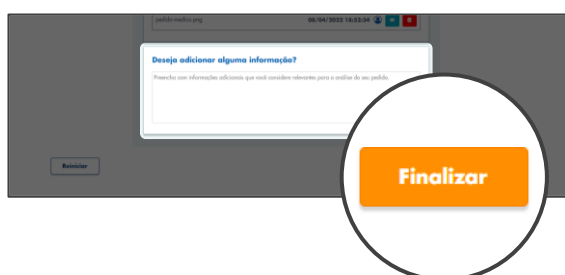 pedido-medico.png 08/04/2022 18:53:34
Deseja adicionar alguma informação?
Preencha com informações adicionais que você considere relevantes para a análise do seu pedido.
Reiniciar
Finalizar